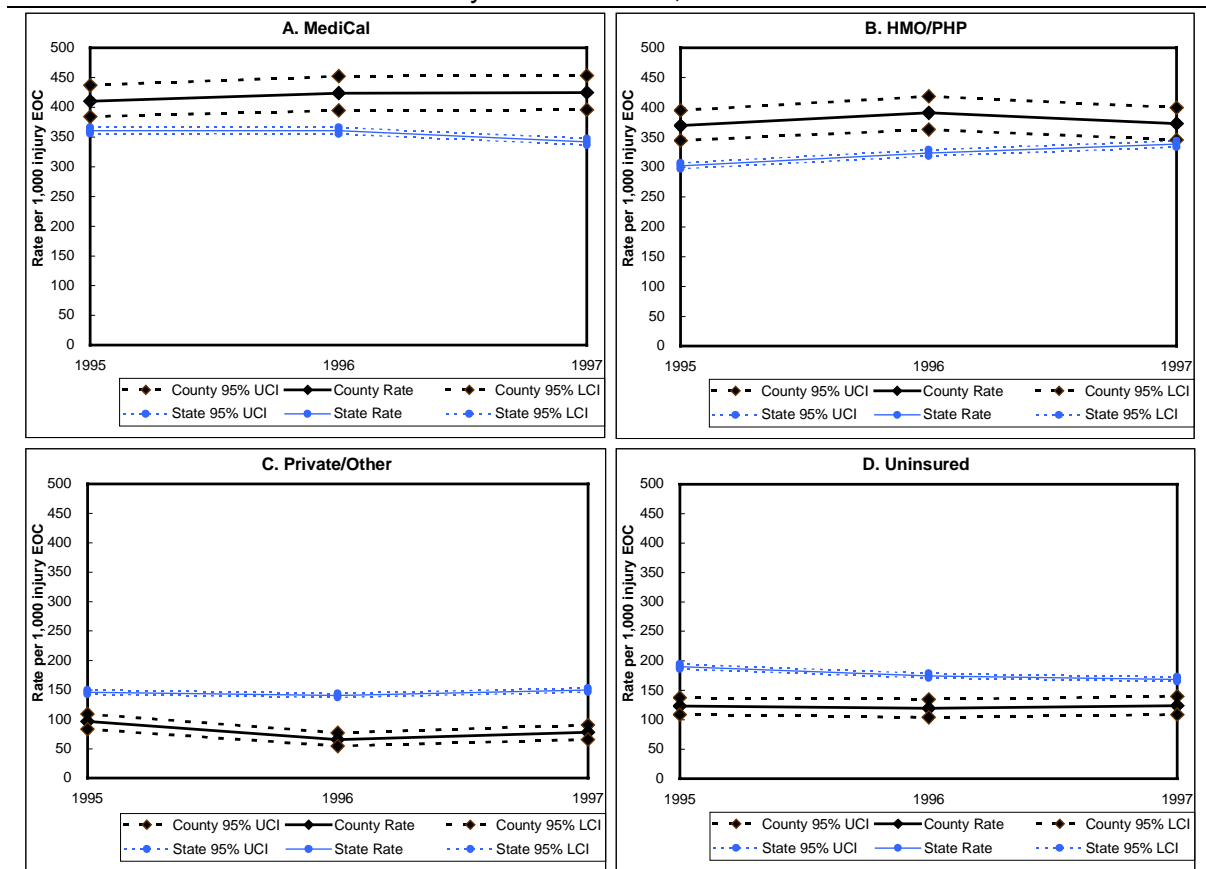 A. MediCal
Rate per 1,000 injury EOC
500
450
400
350
300
250
200
150
100
50
0
1995 1996 1997
County 95% UCI County Rate County 95% LCI
State 95% UCI State Rate State 95% LCI
B. HMO/PHP
Rate per 1,000 injury EOC
500
450
400
350
300
250
200
150
100
50
0
1995 1996 1997
County 95% UCI County Rate County 95% LCI
State 95% UCI State Rate State 95% LCI
C. Private/Other
Rate per 1,000 injury EOC
500
450
400
350
300
250
200
150
100
50
0
1995 1996 1997
County 95% UCI County Rate County 95% LCI
State 95% UCI State Rate State 95% LCI
D. Uninsured
Rate per 1,000 injury EOC
500
450
400
350
300
250
200
150
100
50
0
1995 1996 1997
County 95% UCI County Rate County 95% LCI
State 95% UCI State Rate State 95% LCI